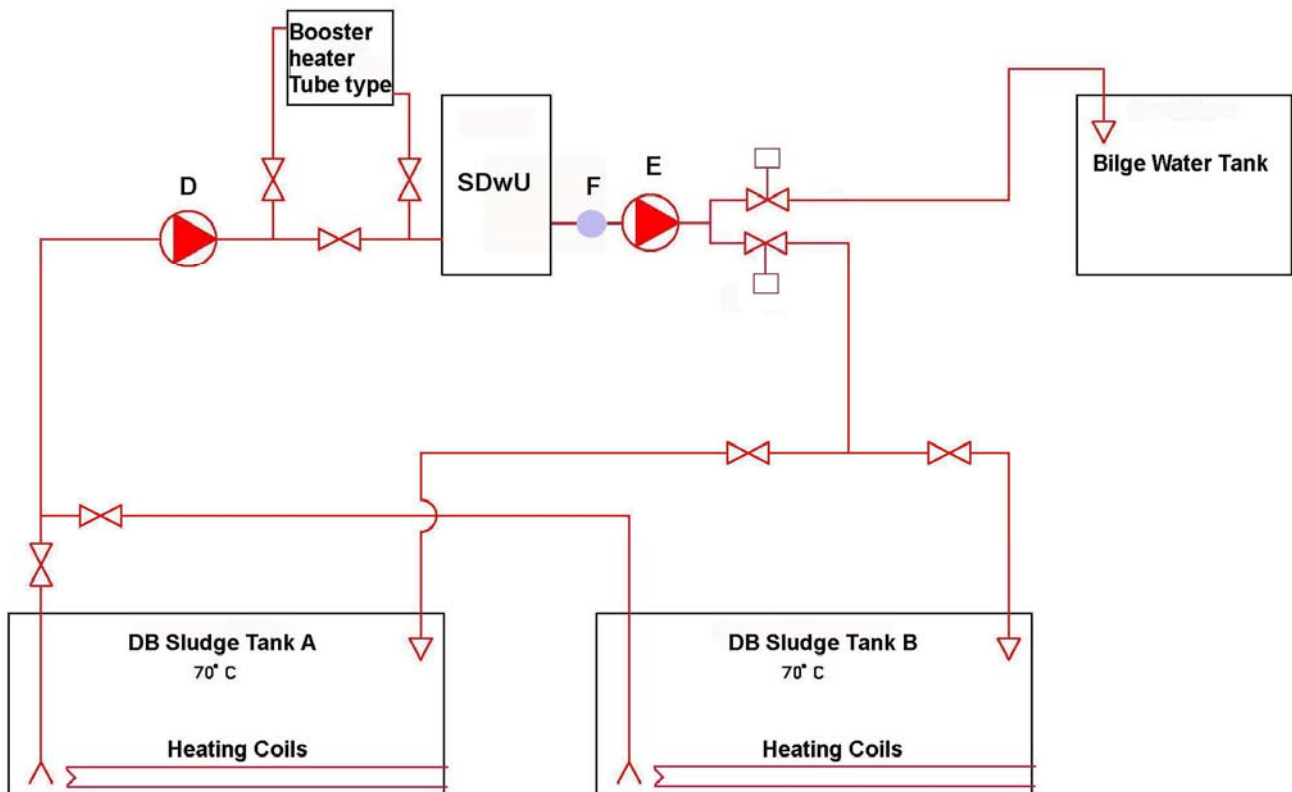 Booster
heater
Tube type
D
SDwU
F
E
Bilge Water Tank
DB Sludge Tank A
70° C
Heating Coils
DB Sludge Tank B
70° C
Heating Coils